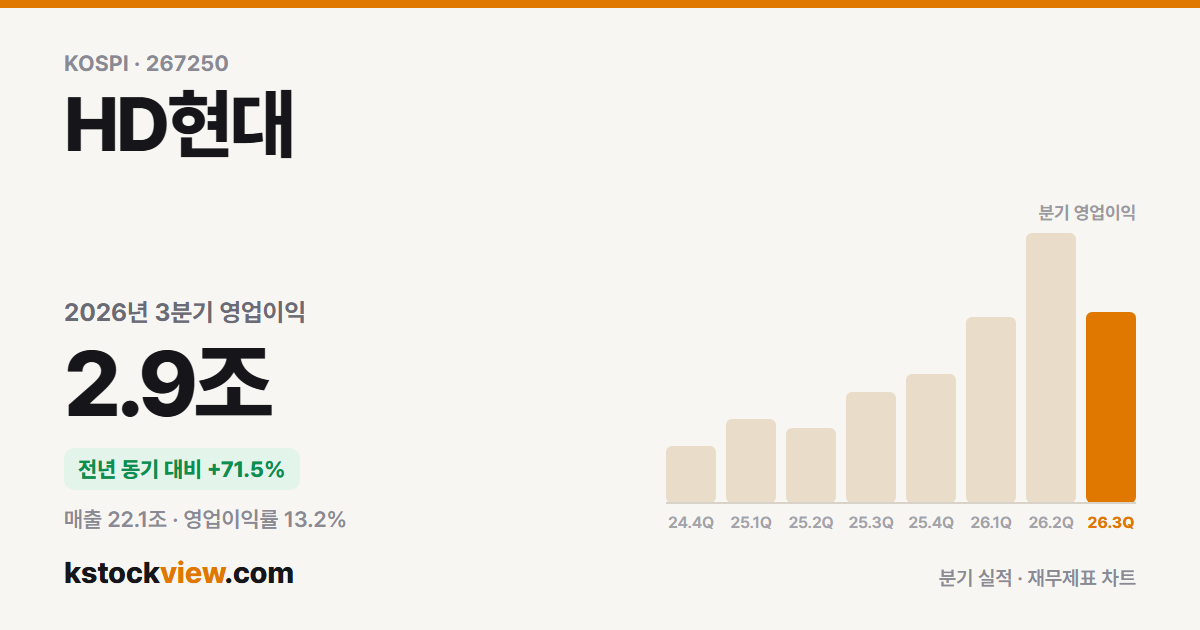 KOSPI · 267250
HD현대
2026년 3분기 영업이익
2.9조
전년 동기 대비 +71.5%
매출 22.1조 · 영업이익률 13.2%
kstockview.com
분기 영업이익
24.4Q 25.1Q 25.2Q 25.3Q 25.4Q 26.1Q 26.2Q 26.3Q
분기 실적 · 재무제표 차트